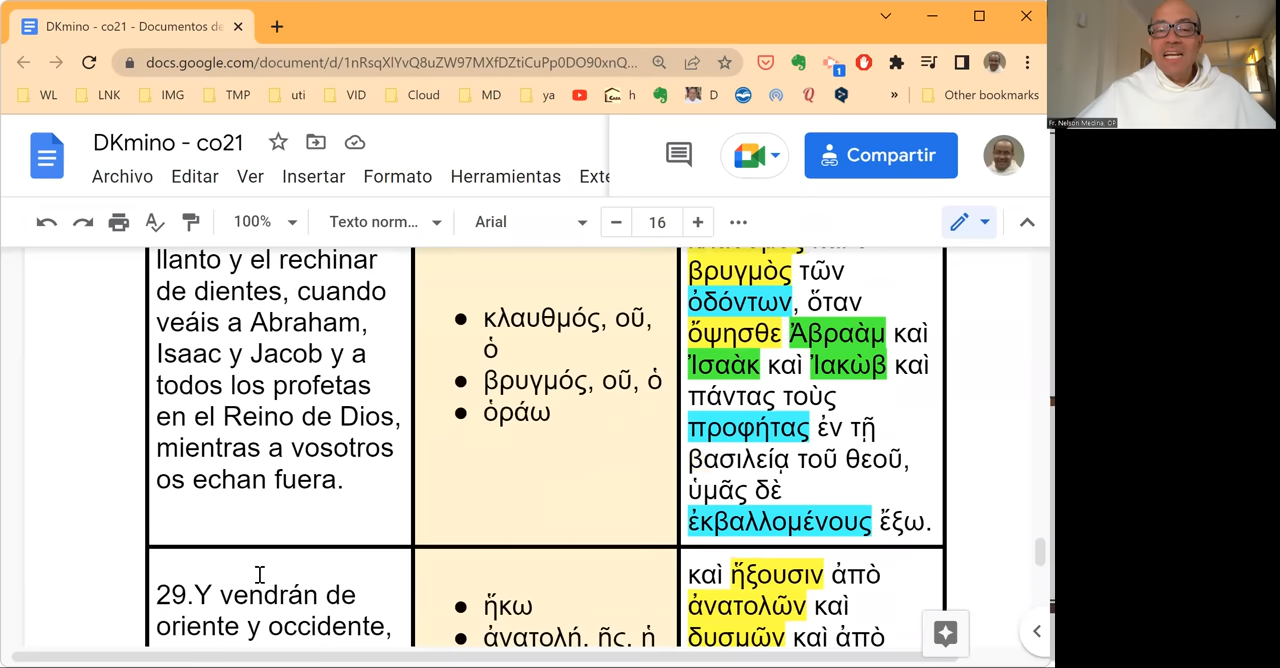 DKmino - co21 - Documentos de
docs.google.com/document/d/1nRsqXlYvQ8uZW97MXfDZtiCuPp0DO90xnQ...
1
WL LNK IMG TMP uti VID Cloud MD ya h D » Other bookmarks
DKmino - co21
Archivo Editar Ver Insertar Formato Herramientas Exte
Compartir
100% Texto norm... Arial 16
llanto y el rechinar
de dientes, cuando
veáis a Abraham,
Isaac y Jacob y a
todos los profetas
en el Reino de Dios,
mientras a vosotros
os echan fuera.
• κλαυθμός, οῦ,
ὁ
• βρυγμός, οῦ, ὁ
• ὁράω
βρυγμὸς τῶν
ὀδόντων, ὅταν
ὄψησθε Ἀβραὰμ καὶ
Ἰσαὰκ καὶ Ἰακὼβ καὶ
πάντας τοὺς
προφήτας ἐν τῇ
βασιλείᾳ τοῦ θεοῦ,
ὑμᾶς δὲ
ἐκβαλλομένους ἔξω.
29.Y vendrán de
oriente y occidente,
• ἥκω
• ἀνατολή, ῆς, ἡ
καὶ ἥξουσιν ἀπὸ
ἀνατολῶν καὶ
δυσμῶν καὶ ἀπὸ
Fr. Nelson Medina, OP